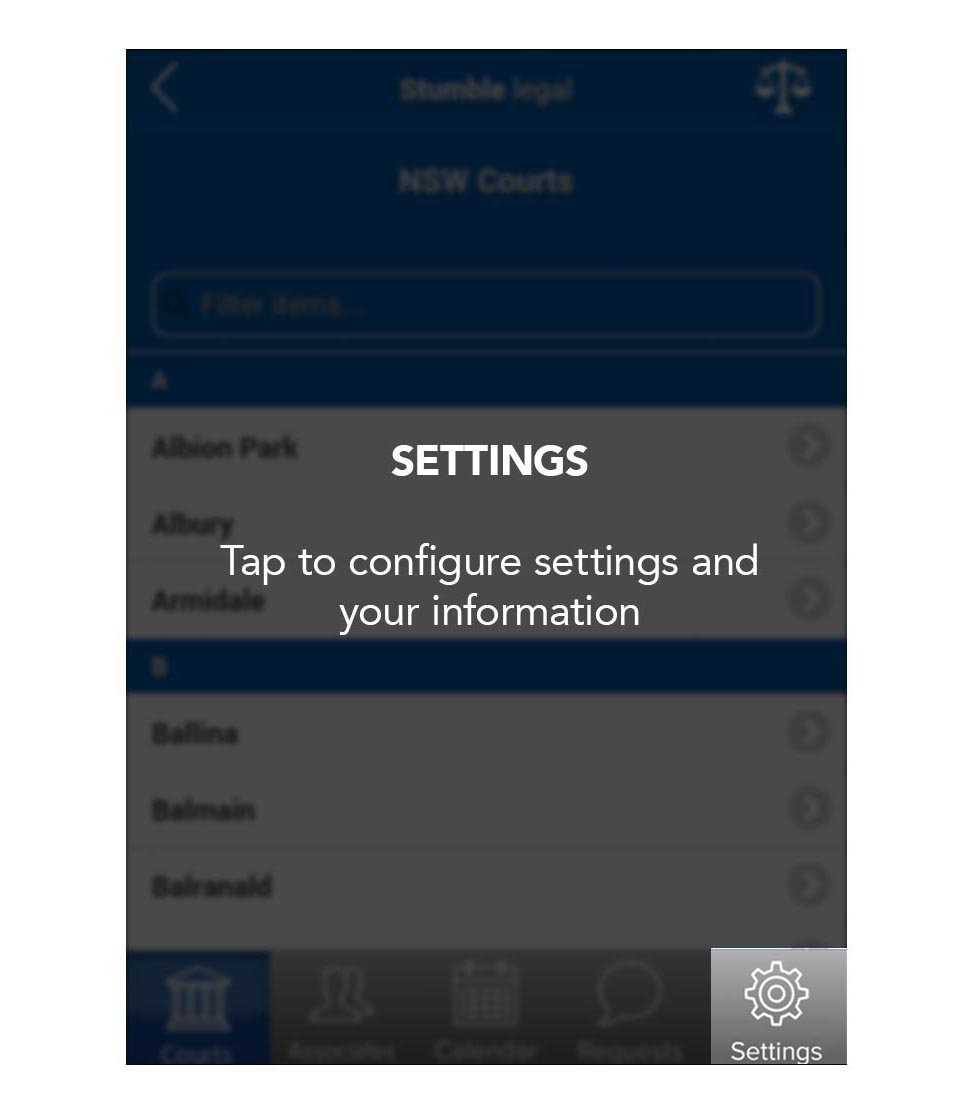 Stumble legal
NSW Courts
Filter items...
A
Albion Park
SETTINGS
Albury
Tap to configure settings and
Armidale
your information
B
Ballina
Balmain
Balranald
Courts
Associates
Calendar
Requests
Settings